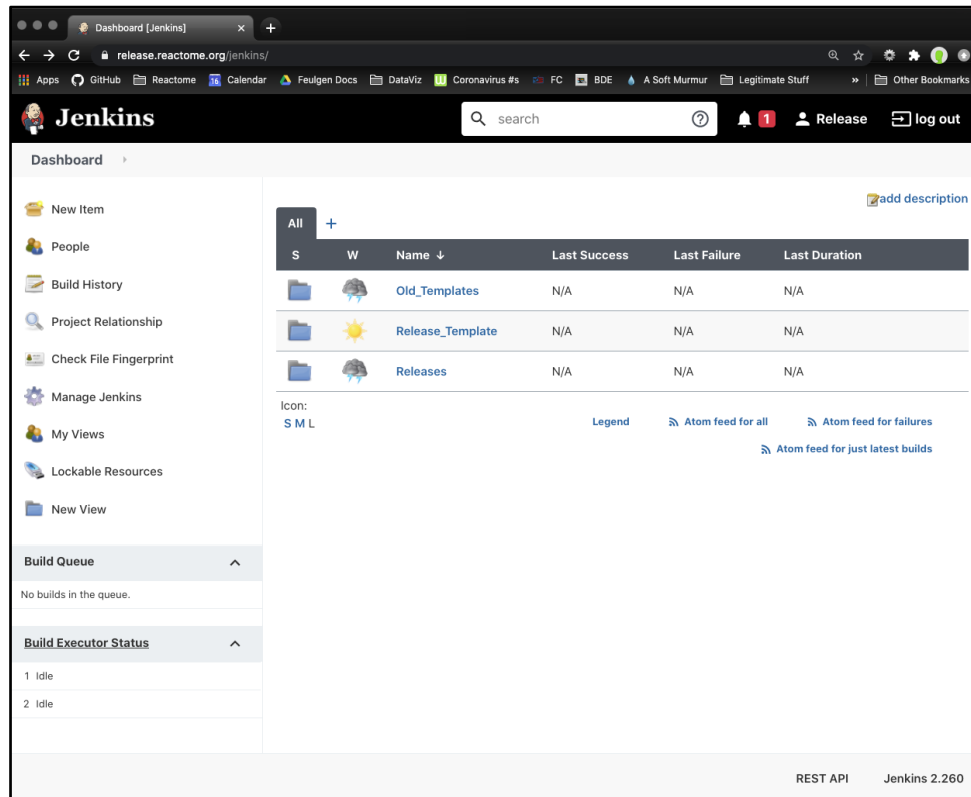 Dashboard [Jenkins] × +
release.reactome.org/jenkins/
Apps GitHub Reactome 16 Calendar Feulgen Docs DataViz Coronavirus #s FC BDE A Soft Murmur Legitimate Stuff » Other Bookmarks
Jenkins search ? 1 Release log out
Dashboard
New Item
People
Build History
Project Relationship
Check File Fingerprint
Manage Jenkins
My Views
Lockable Resources
New View
Build Queue
No builds in the queue.
Build Executor Status
1 Idle
2 Idle
add description
All +
S W Name ↓ Last Success Last Failure Last Duration
Old_Templates N/A N/A N/A
Release_Template N/A N/A N/A
Releases N/A N/A N/A
Icon:
S M L
Legend Atom feed for all Atom feed for failures
Atom feed for just latest builds
REST API Jenkins 2.260